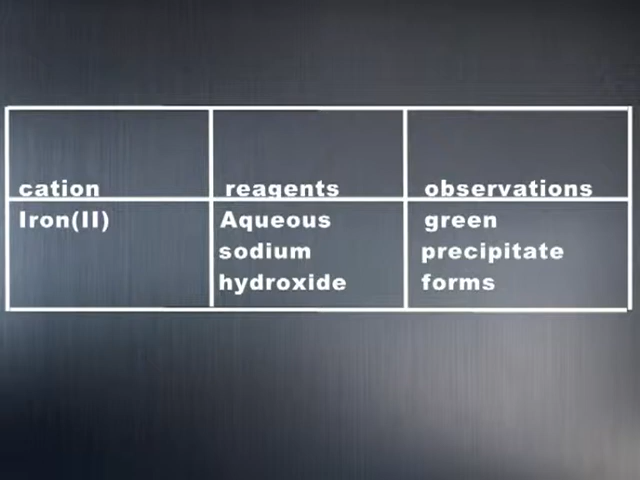 cation reagents observations
Iron(II) Aqueous green
sodium precipitate
hydroxide forms